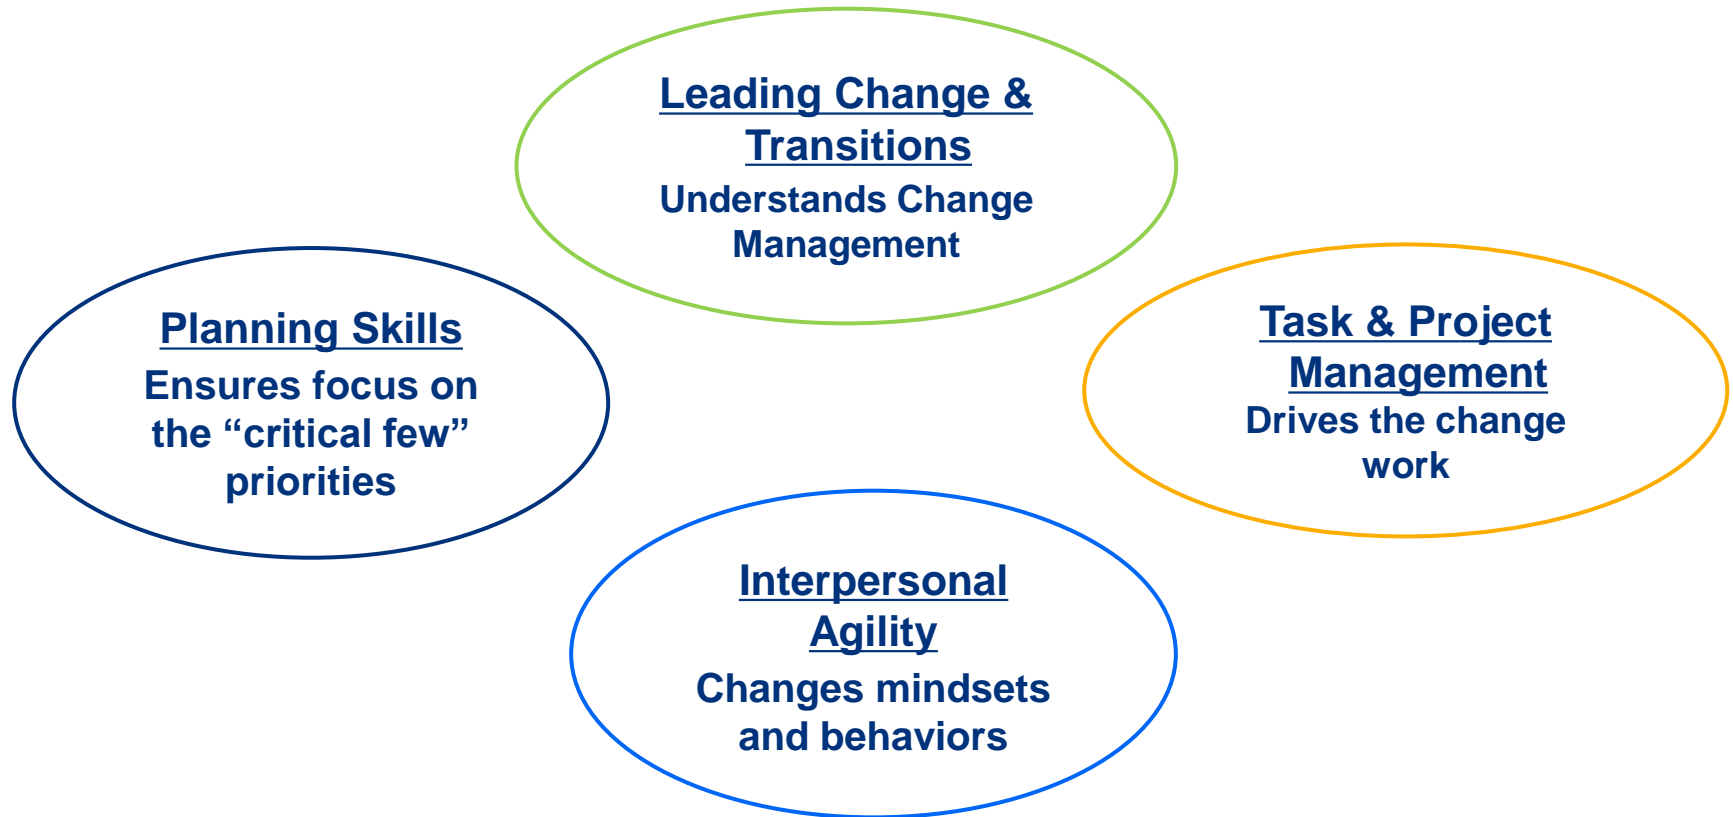 Leading Change &
Transitions
Understands Change
Management
Planning Skills
Ensures focus on
the “critical few”
priorities
Task & Project
Management
Drives the change
work
Interpersonal
Agility
Changes mindsets
and behaviors